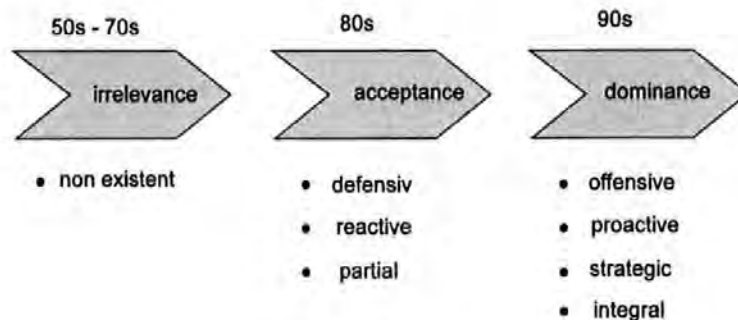 50s - 70s
irrelevance
• non existent
80s
acceptance
• defensiv
• reactive
• partial
90s
dominance
• offensive
• proactive
• strategic
• integral